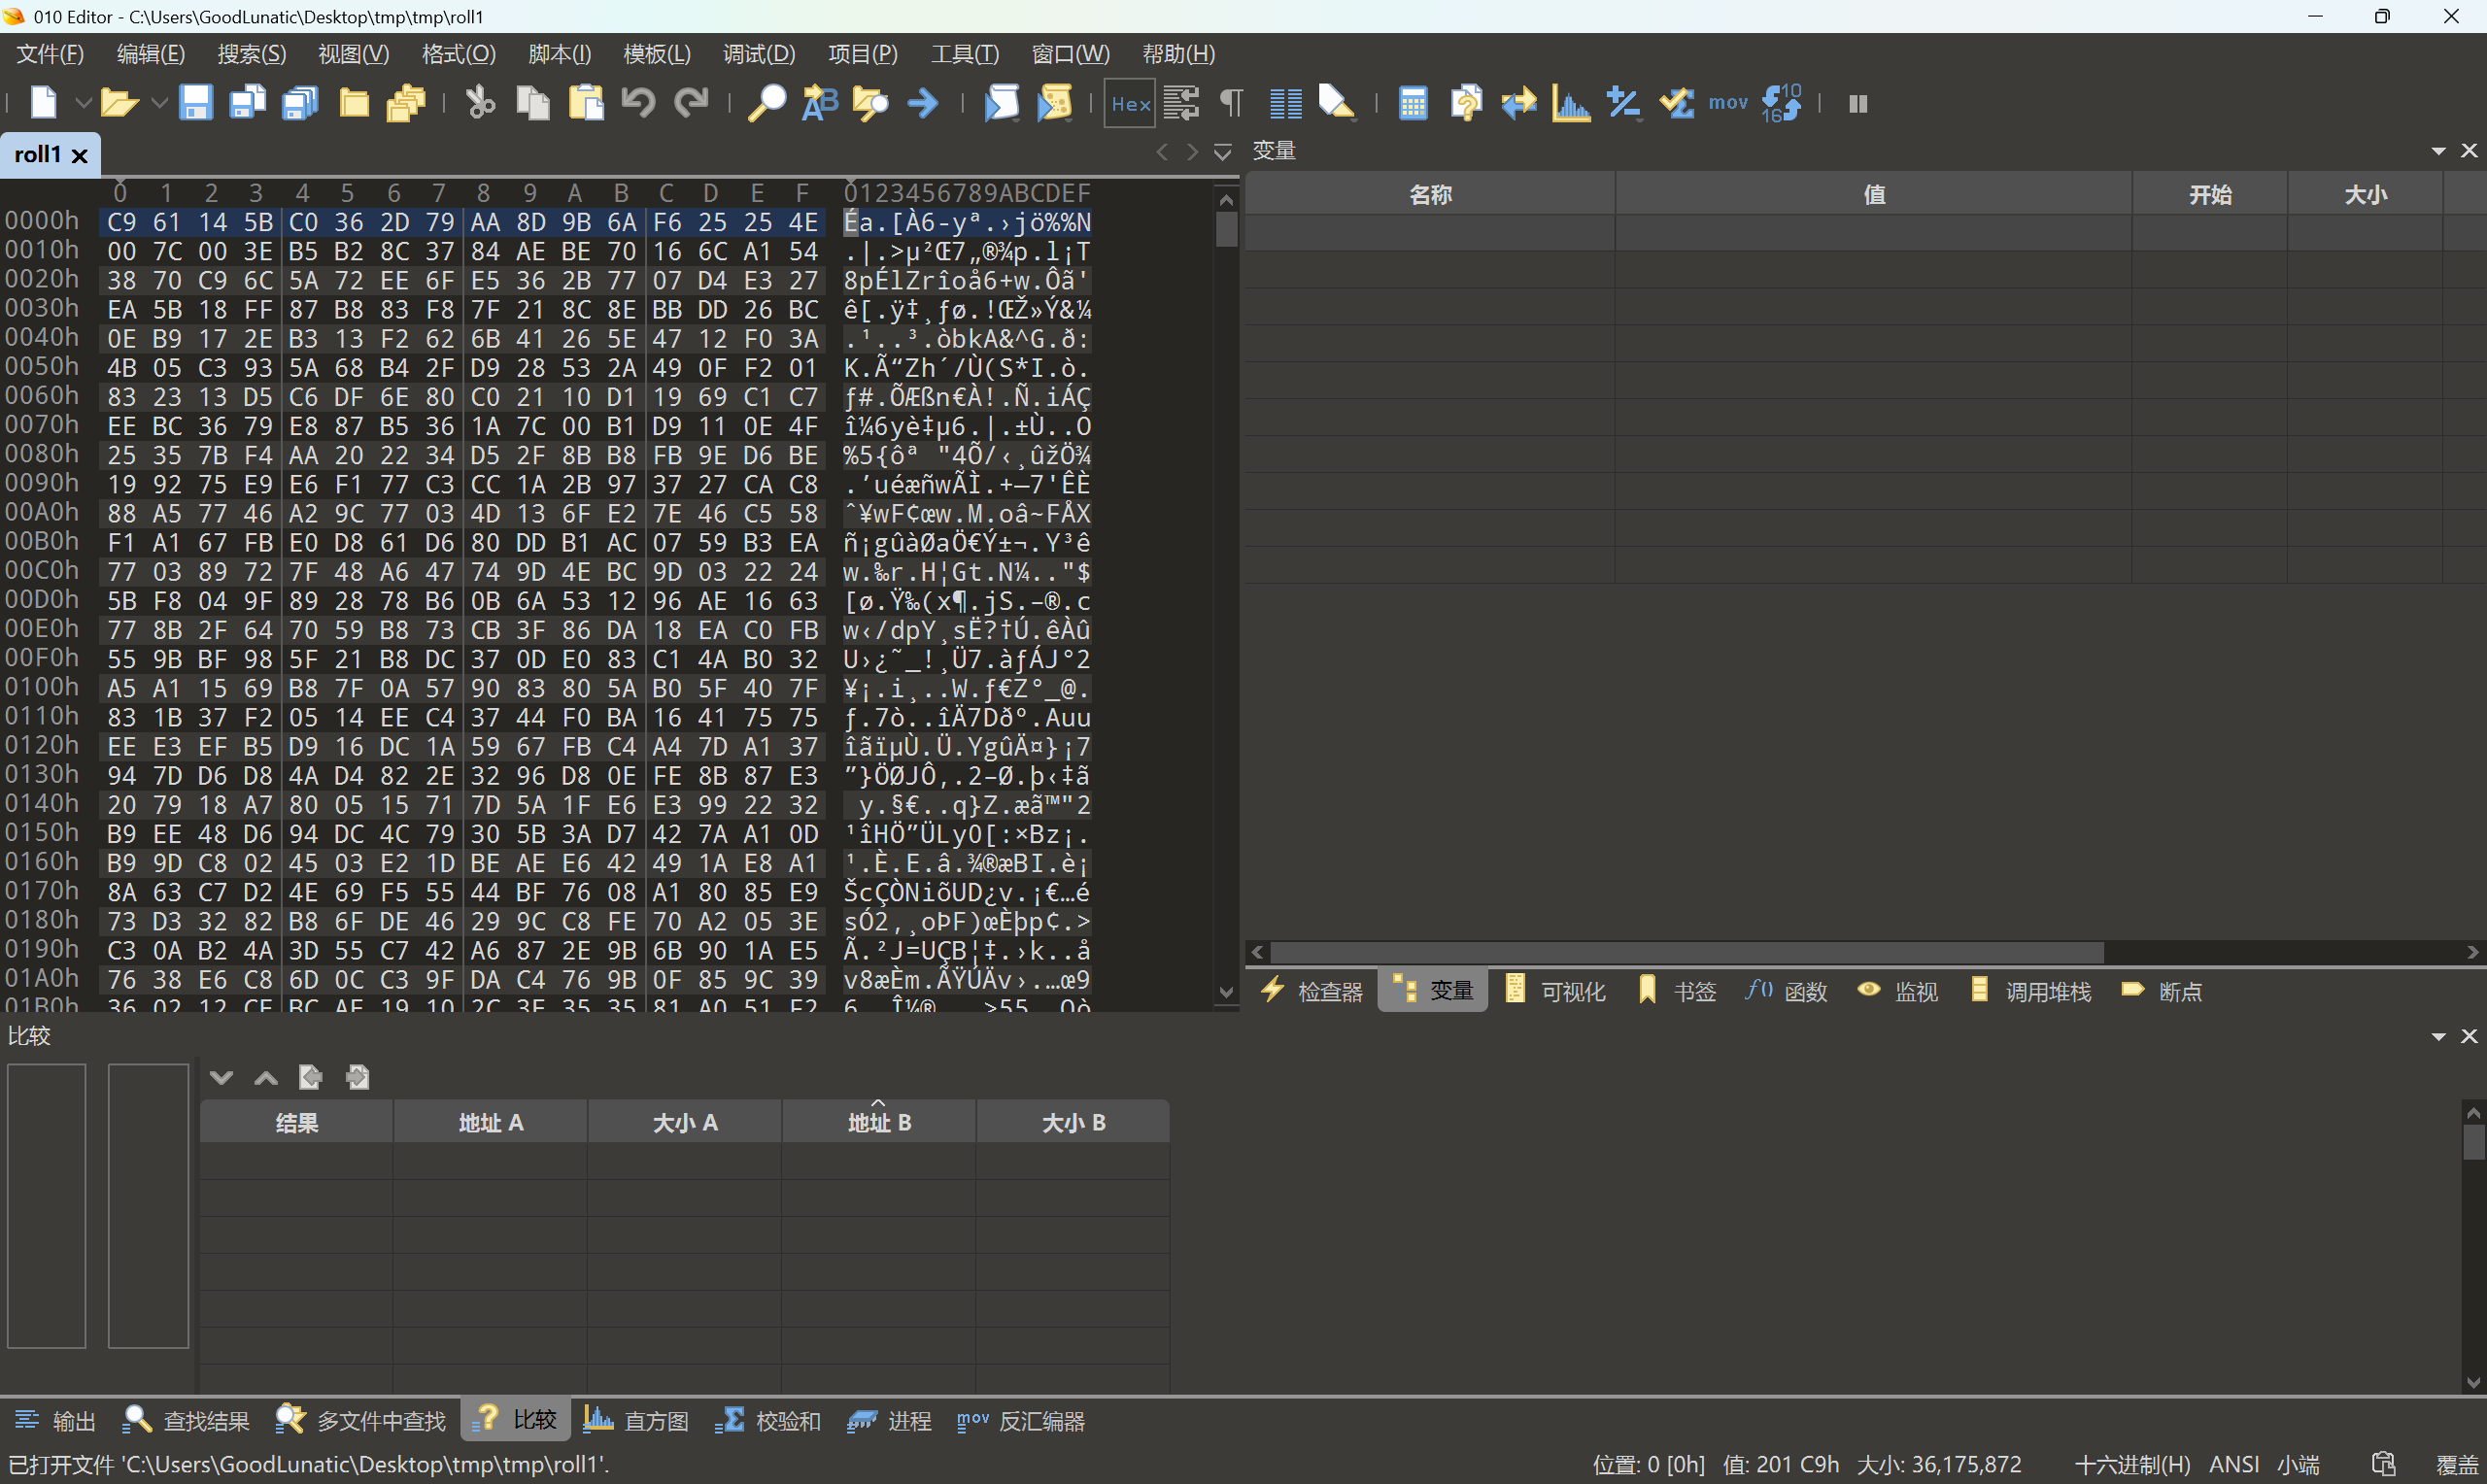 010 Editor - C:\Users\GoodLunatic\Desktop\tmp\tmp\roll1
文件(F) 编辑(E) 搜索(S) 视图(V) 格式(O) 脚本(I) 模板(L) 调试(D) 项目(P) 工具(T) 窗口(W) 帮助(H)
Hex mov 10 16
roll1
变量
0 1 2 3 4 5 6 7 8 9 A B C D E F 0123456789ABCDEF
名称 值 开始 大小
0000h C9 61 14 5B C0 36 2D 79 AA 8D 9B 6A F6 25 25 4E Éa.[À6-yª.›jö%%N
0010h 00 7C 00 3E B5 B2 8C 37 84 AE BE 70 16 6C A1 54 .|.>µ²Œ7„®¾p.l¡T
0020h 38 70 C9 6C 5A 72 EE 6F E5 36 2B 77 07 D4 E3 27 8pÉlZrîoå6+w.Ôã'
0030h EA 5B 18 FF 87 B8 83 F8 7F 21 8C 8E BB DD 26 BC ê[.ÿ‡¸ƒø.!ŒŽ»Ý&¼
0040h 0E B9 17 2E B3 13 F2 62 6B 41 26 5E 47 12 F0 3A .¹..³.òbkA&^G.ð:
0050h 4B 05 C3 93 5A 68 B4 2F D9 28 53 2A 49 0F F2 01 K.Ã“Zh´/Ù(S*I.ò.
0060h 83 23 13 D5 C6 DF 6E 80 C0 21 10 D1 19 69 C1 C7 ƒ#.ÕÆßn€À!.Ñ.iÁÇ
0070h EE BC 36 79 E8 87 B5 36 1A 7C 00 B1 D9 11 0E 4F î¼6yè‡µ6.|.±Ù..O
0080h 25 35 7B F4 AA 20 22 34 D5 2F 8B B8 FB 9E D6 BE %5{ôª "4Õ/‹¸ûžÖ¾
0090h 19 92 75 E9 E6 F1 77 C3 CC 1A 2B 97 37 27 CA C8 .’uéæñwÃÌ.+—7'ÊÈ
00A0h 88 A5 77 46 A2 9C 77 03 4D 13 6F E2 7E 46 C5 58 ˆ¥wF¢œw.M.oâ~FÅX
00B0h F1 A1 67 FB E0 D8 61 D6 80 DD B1 AC 07 59 B3 EA ñ¡gûàØaÖ€Ý±¬.Y³ê
00C0h 77 03 89 72 7F 48 A6 47 74 9D 4E BC 9D 03 22 24 w.‰r.H¦Gt.N¼.."$
00D0h 5B F8 04 9F 89 28 78 B6 0B 6A 53 12 96 AE 16 63 [ø.Ÿ‰(x¶.jS.–®.c
00E0h 77 8B 2F 64 70 59 B8 73 CB 3F 86 DA 18 EA C0 FB w‹/dpY¸sË?†Ú.êÀû
00F0h 55 9B BF 98 5F 21 B8 DC 37 0D E0 83 C1 4A B0 32 U›¿˜_!¸Ü7.àƒÁJ°2
0100h A5 A1 15 69 B8 7F 0A 57 90 83 80 5A B0 5F 40 7F ¥¡.i¸..W.ƒ€Z°_@.
0110h 83 1B 37 F2 05 14 EE C4 37 44 F0 BA 16 41 75 75 ƒ.7ò..îÄ7Dðº.Auu
0120h EE E3 EF B5 D9 16 DC 1A 59 67 FB C4 A4 7D A1 37 îãïµÙ.Ü.YgûÄ¤}¡7
0130h 94 7D D6 D8 4A D4 82 2E 32 96 D8 0E FE 8B 87 E3 ”}ÖØJÔ‚.2–Ø.þ‹‡ã
0140h 20 79 18 A7 80 05 15 71 7D 5A 1F E6 E3 99 22 32  y.§€..q}Z.æã™"2
0150h B9 EE 48 D6 94 DC 4C 79 30 5B 3A D7 42 7A A1 0D ¹îHÖ”ÜLy0[:×Bz¡.
0160h B9 9D C8 02 45 03 E2 1D BE AE E6 42 49 1A E8 A1 ¹.È.E.â.¾®æBI.è¡
0170h 8A 63 C7 D2 4E 69 F5 55 44 BF 76 08 A1 80 85 E9 ŠcÇÒNiõUD¿v.¡€…é
0180h 73 D3 32 82 B8 6F DE 46 29 9C C8 FE 70 A2 05 3E sÓ2‚¸oÞF)œÈþp¢.>
0190h C3 0A B2 4A 3D 55 C7 42 A6 87 2E 9B 6B 90 1A E5 Ã.²J=UÇB¦‡.›k..å
01A0h 76 38 E6 C8 6D 0C C3 9F DA C4 76 9B 0F 85 9C 39 v8æÈm.ÃŸÚÄv›.…œ9
01B0h 36 02 12 CE BC AE 19 10 2C 3E 35 35 81 A0 51 F2
检查器 变量 可视化 书签 f() 函数 监视 调用堆栈 断点
比较
结果 地址 A 大小 A 地址 B 大小 B
输出 查找结果 多文件中查找 比较 直方图 校验和 进程 mov 反汇编器
已打开文件 'C:\Users\GoodLunatic\Desktop\tmp\tmp\roll1'. 位置: 0 [0h] 值: 201 C9h 大小: 36,175,872 十六进制(H) ANSI 小端 覆盖